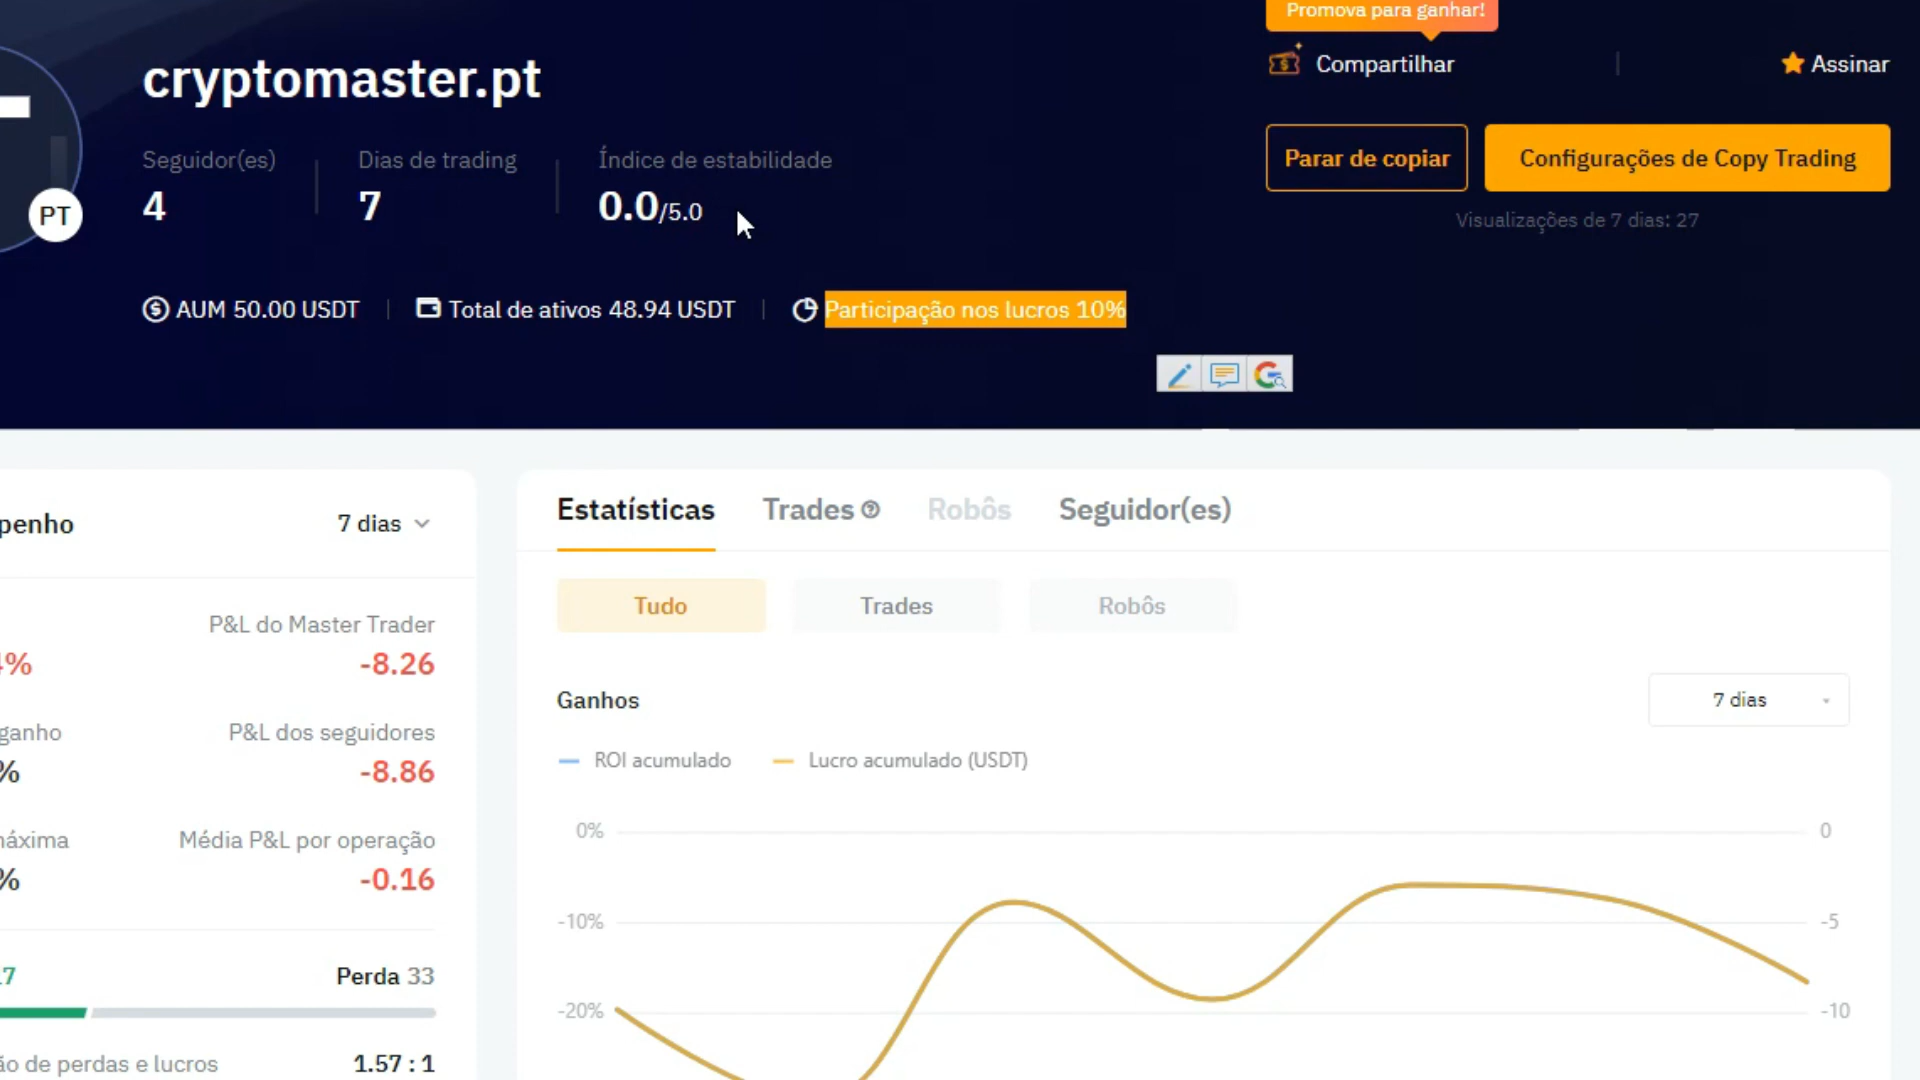 Promova para ganhar!
cryptomaster.pt
Compartilhar
Assinar
Seguidor(es)
Dias de trading
Índice de estabilidade
Parar de copiar
Configurações de Copy Trading
4
7
0.0/5.0
PT
Visualizações de 7 dias: 27
AUM 50.00 USDT
Total de ativos 48.94 USDT
Participação nos lucros 10%
penho
7 dias
P&L do Master Trader
%
-8.26
ganho
P&L dos seguidores
%
-8.86
máxima
Média P&L por operação
%
-0.16
7
Perda 33
ão de perdas e lucros
1.57 : 1
Estatísticas
Trades
Robôs
Seguidor(es)
Tudo
Trades
Robôs
Ganhos
7 dias
ROI acumulado
Lucro acumulado (USDT)
0%
0
-10%
-5
-20%
-10